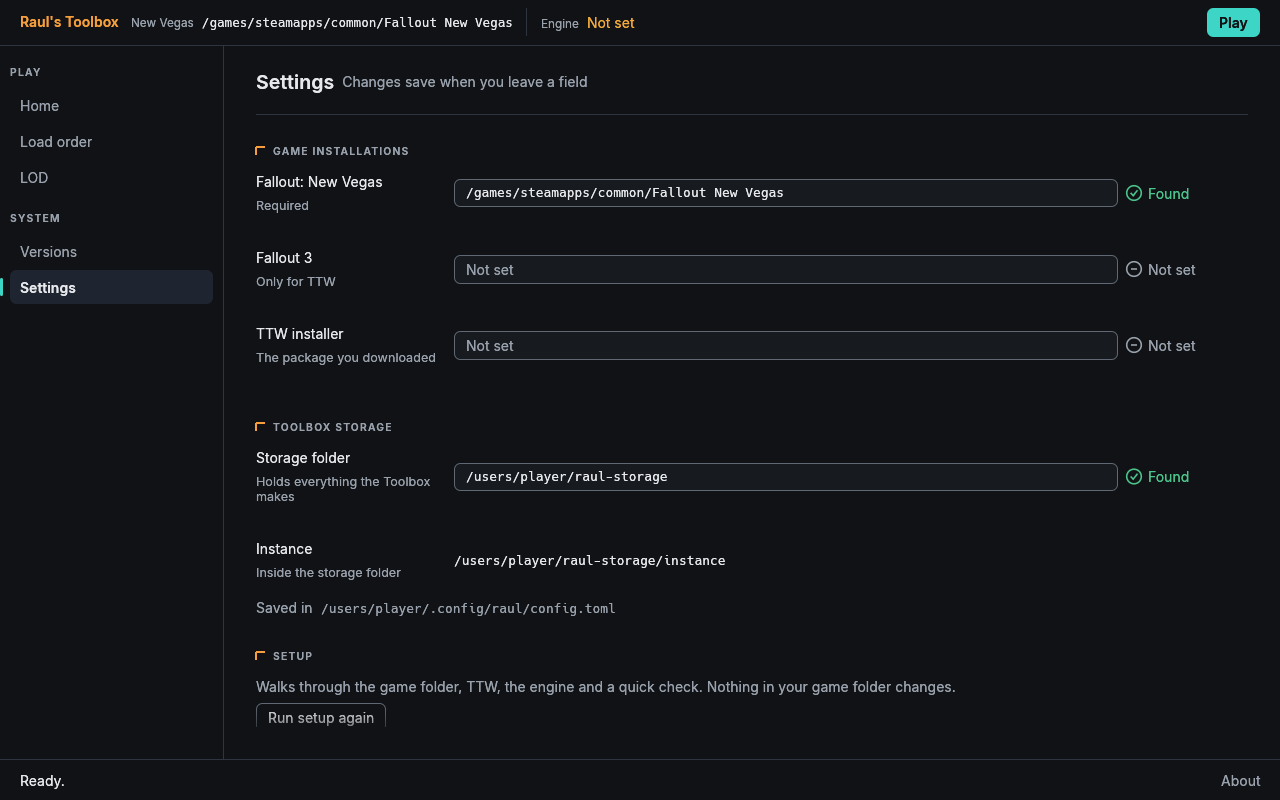 Raul's Toolbox New Vegas /games/steamapps/common/Fallout New Vegas Engine Not set Play
PLAY
Home
Load order
LOD
SYSTEM
Versions
Settings
Settings Changes save when you leave a field
GAME INSTALLATIONS
Fallout: New Vegas
Required
/games/steamapps/common/Fallout New Vegas Found
Fallout 3
Only for TTW
Not set Not set
TTW installer
The package you downloaded
Not set Not set
TOOLBOX STORAGE
Storage folder
Holds everything the Toolbox
makes
/users/player/raul-storage Found
Instance
Inside the storage folder
/users/player/raul-storage/instance
Saved in /users/player/.config/raul/config.toml
SETUP
Walks through the game folder, TTW, the engine and a quick check. Nothing in your game folder changes.
Run setup again
Ready. About